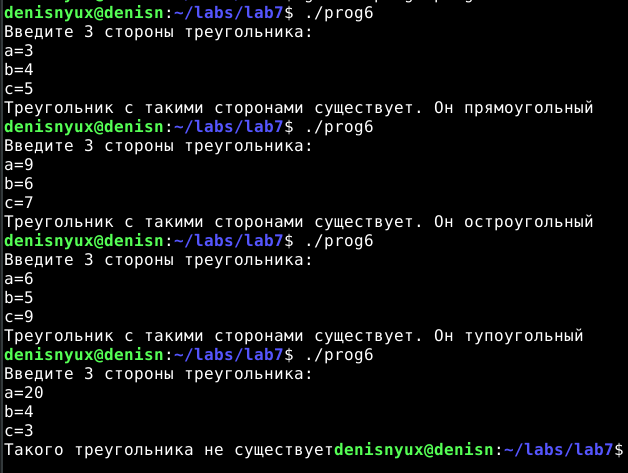 denisnyux@denisn:~/labs/lab7$ ./prog6
Введите 3 стороны треугольника:
a=3
b=4
c=5
Треугольник с такими сторонами существует. Он прямоугольный
denisnyux@denisn:~/labs/lab7$ ./prog6
Введите 3 стороны треугольника:
a=9
b=6
c=7
Треугольник с такими сторонами существует. Он остроугольный
denisnyux@denisn:~/labs/lab7$ ./prog6
Введите 3 стороны треугольника:
a=6
b=5
c=9
Треугольник с такими сторонами существует. Он тупоугольный
denisnyux@denisn:~/labs/lab7$ ./prog6
Введите 3 стороны треугольника:
a=20
b=4
c=3
Такого треугольника не существуетdenisnyux@denisn:~/labs/lab7$